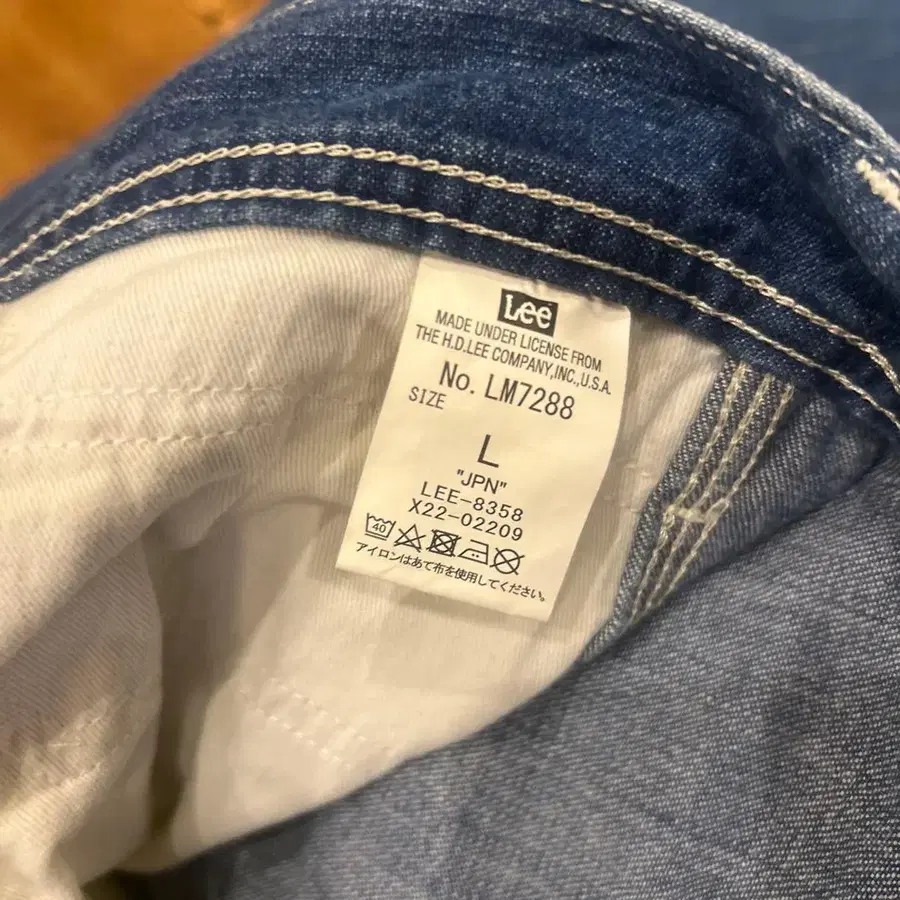 Lee
MADE UNDER LICENSE FROM
THE H.D.LEE COMPANY,INC.,U.S.A.
No. LM7288
SIZE
L
"JPN"
LEE-8358
X22-02209
40
アイロンはあて布を使用してください。